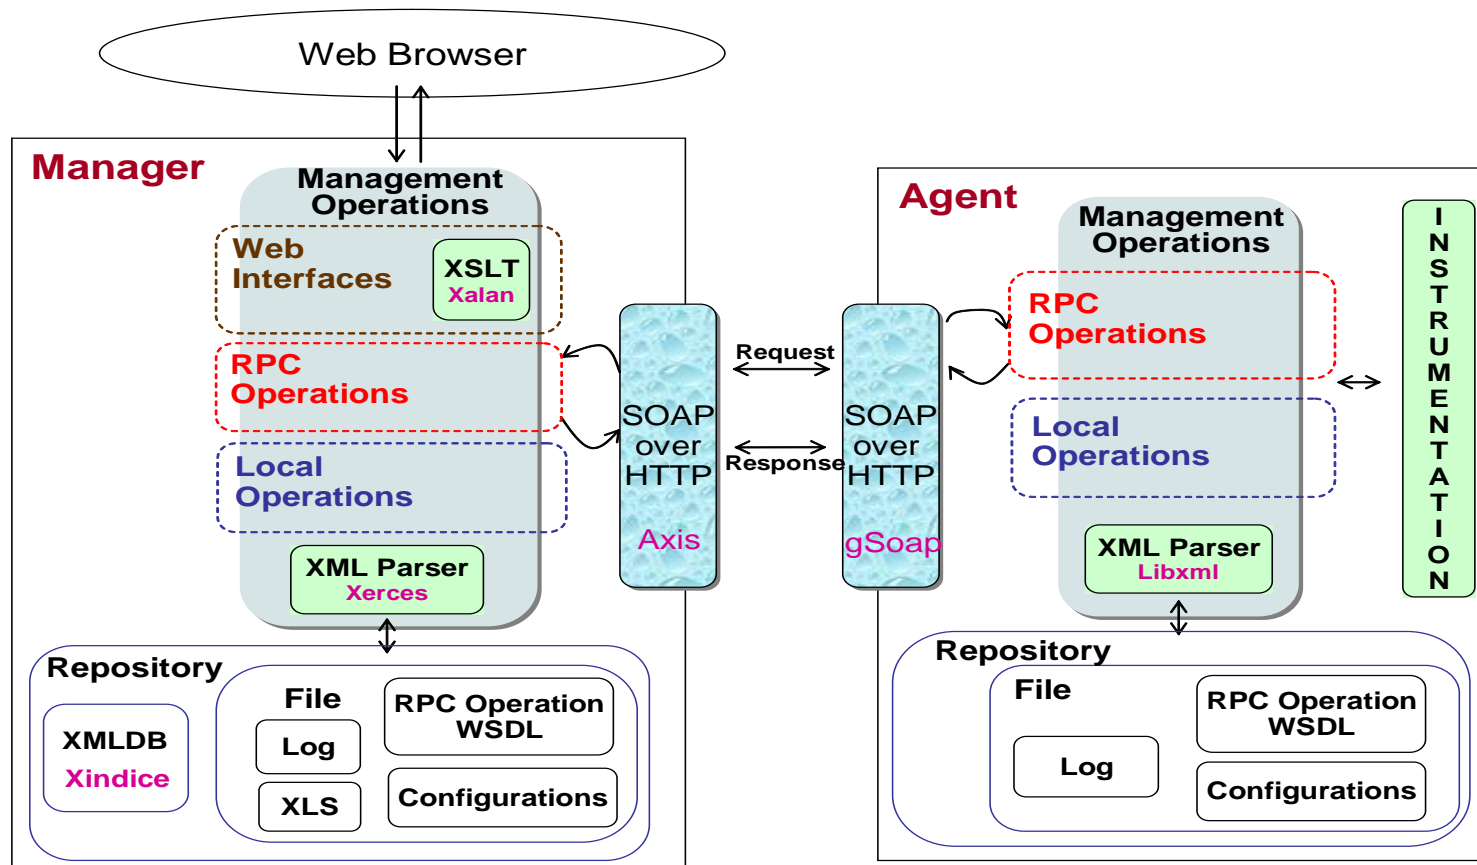 Web Browser
Manager
Management
Operations
Web
Interfaces
XSLT
Xalan
RPC
Operations
Local
Operations
XML Parser
Xerces
SOAP
over
HTTP
Axis
Request
Response
SOAP
over
HTTP
gSoap
Repository
XMLDB
Xindice
File
Log
XLS
RPC Operation
WSDL
Configurations
Agent
Management
Operations
RPC
Operations
Local
Operations
XML Parser
Libxml
INSTRUMENTATION
Repository
File
Log
RPC Operation
WSDL
Configurations